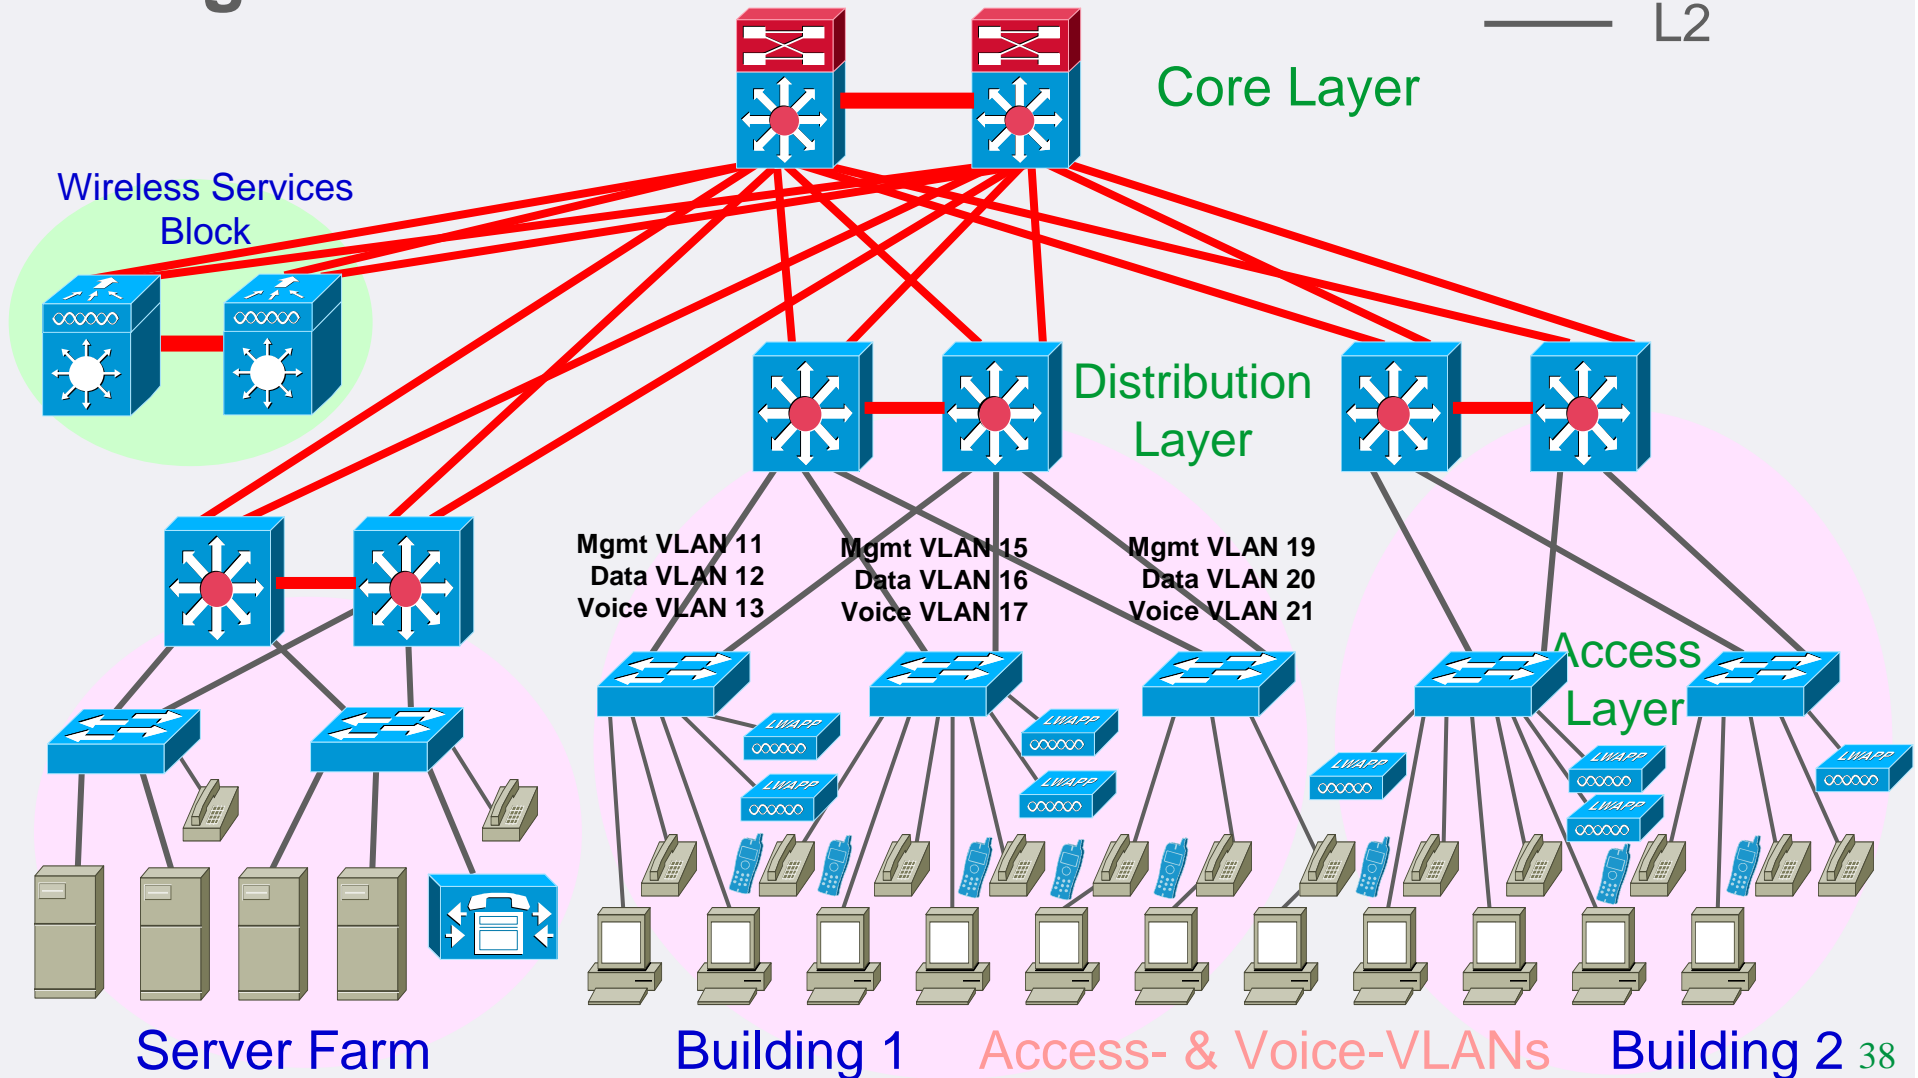 L2
Core Layer
Wireless Services
Block
Distribution
Layer
Mgmt VLAN 11
Data VLAN 12
Voice VLAN 13
Mgmt VLAN 15
Data VLAN 16
Voice VLAN 17
Mgmt VLAN 19
Data VLAN 20
Voice VLAN 21
Access
Layer
LWAPP
LWAPP
LWAPP
LWAPP
LWAPP
LWAPP
LWAPP
LWAPP
Server Farm
Building 1
Access- & Voice-VLANs
Building 2
38